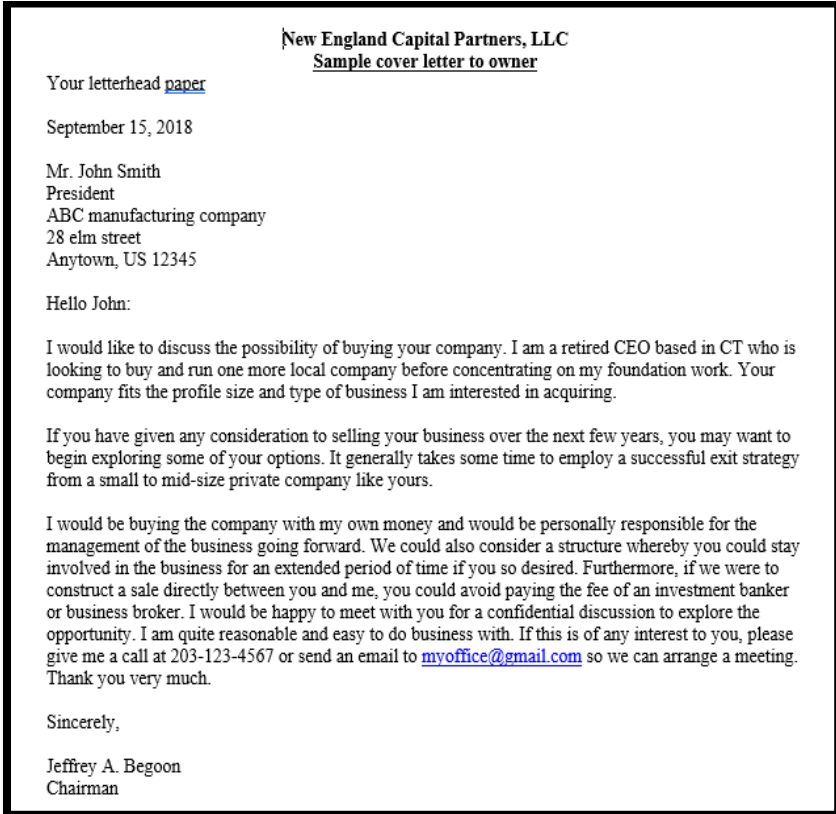 New England Capital Partners, LLC
Sample cover letter to owner
Your letterhead paper
September 15, 2018
Mr. John Smith
President
ABC manufacturing company
28 elm street
Anytown, US 12345
Hello John:
I would like to discuss the possibility of buying your company. I am a retired CEO based in CT who is
looking to buy and run one more local company before concentrating on my foundation work. Your
company fits the profile size and type of business I am interested in acquiring.
If you have given any consideration to selling your business over the next few years, you may want to
begin exploring some of your options. It generally takes some time to employ a successful exit strategy
from a small to mid-size private company like yours.
I would be buying the company with my own money and would be personally responsible for the
management of the business going forward. We could also consider a structure whereby you could stay
involved in the business for an extended period of time if you so desired. Furthermore, if we were to
construct a sale directly between you and me, you could avoid paying the fee of an investment banker
or business broker. I would be happy to meet with you for a confidential discussion to explore the
opportunity. I am quite reasonable and easy to do business with. If this is of any interest to you, please
give me a call at 203-123-4567 or send an email to myoffice@gmail.com so we can arrange a meeting.
Thank you very much.
Sincerely,
Jeffrey A. Begoon
Chairman